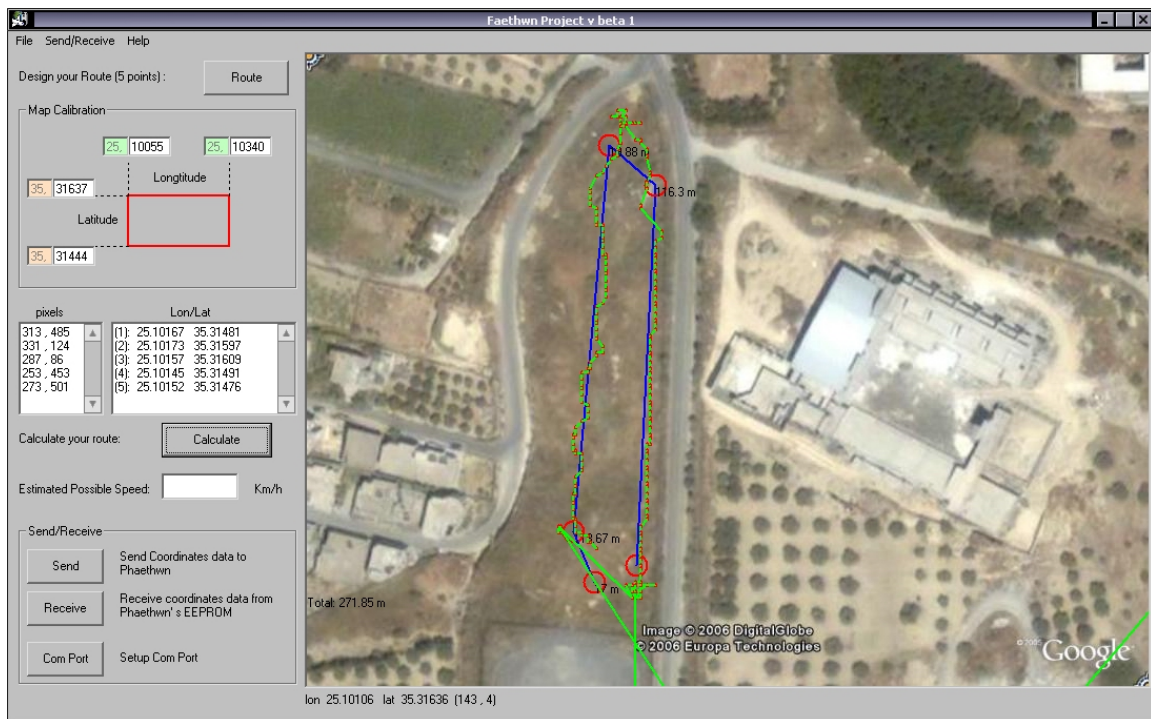 Faethwn Project v beta 1
File Send/Receive Help
Design your Route (5 points) :
Route
Map Calibration
25, 10055 25, 10340
Longtitude
35, 31637
Latitude
35, 31444
pixels Lon/Lat
313 , 485 (1): 25.10167 35.31481
331 , 124 (2): 25.10173 35.31597
287 , 86 (3): 25.10157 35.31609
253 , 453 (4): 25.10145 35.31491
273 , 501 (5): 25.10152 35.31476
Calculate your route:
Calculate
Estimated Possible Speed: Km/h
Send/Receive
Send
Send Coordinates data to
Phaethwn
Receive
Receive coordinates data from
Phaethwn' s EEPROM
Com Port
Setup Com Port
88 m
116.3 m
.67 m
m
Total: 271.85 m
Image © 2006 DigitalGlobe
© 2006 Europa Technologies
Google
lon 25.10106 lat 35.31636 (143 , 4)